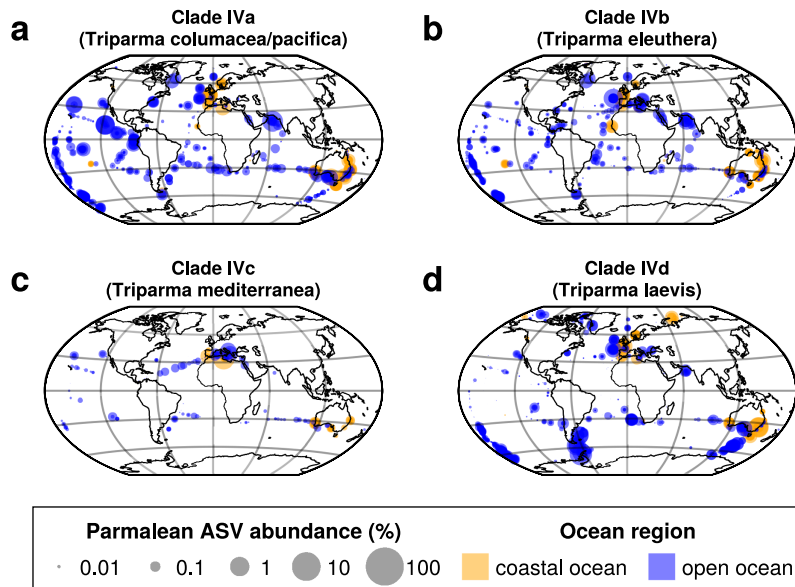 a
Clade IVa
(Triparma columacea/pacifica)
b
Clade IVb
(Triparma eleuthera)
c
Clade IVc
(Triparma mediterranea)
d
Clade IVd
(Triparma laevis)
Parmalean ASV abundance (%)
0.01 0.1 1 10 100
Ocean region
coastal ocean open ocean